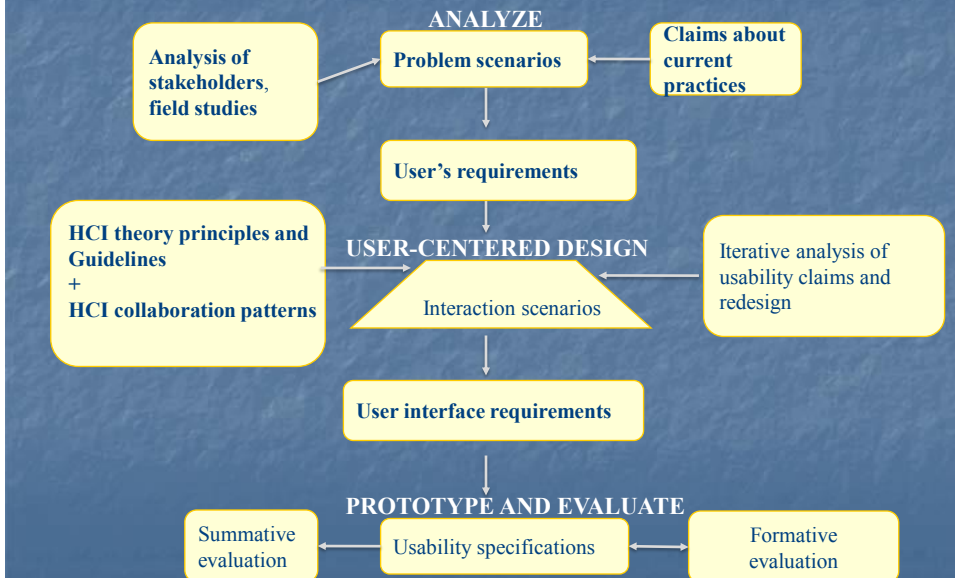 ANALYZE
Analysis of
stakeholders,
field studies
Problem scenarios
Claims about
current
practices
User’s requirements
HCI theory principles and
Guidelines
+
HCI collaboration patterns
USER-CENTERED DESIGN
Interaction scenarios
Iterative analysis of
usability claims and
redesign
User interface requirements
PROTOTYPE AND EVALUATE
Summative
evaluation
Usability specifications
Formative
evaluation